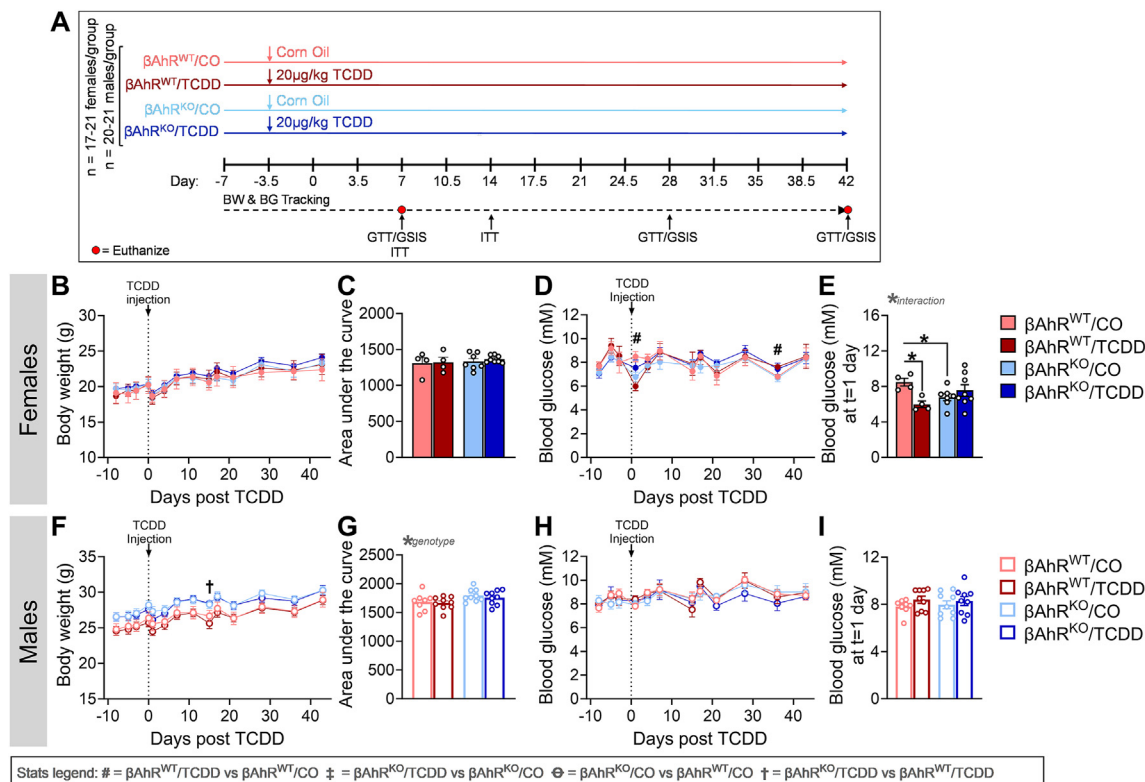 A
n = 17-21 females/group
n = 20-21 males/group
βAhRWT/CO
Corn Oil
βAhRWT/TCDD
20μg/kg TCDD
βAhRKO/CO
Corn Oil
βAhRKO/TCDD
20μg/kg TCDD
Day: -7 -3.5 0 3.5 7 10.5 14 17.5 21 24.5 28 31.5 35 38.5 42
BW & BG Tracking
GTT/GSIS ITT GTT/GSIS GTT/GSIS
ITT
= Euthanize
Females
B
TCDD
injection
Body weight (g)
30
25
20
15
10
-10 0 10 20 30 40
Days post TCDD
C
Area under the curve
2000
1500
1000
500
0
D
TCDD
Injection
Blood glucose (mM)
12
10
8
6
4
2
0
# #
-10 0 10 20 30 40
Days post TCDD
E
*interaction
* *
Blood glucose (mM)
at t=1 day
16
12
8
4
0
βAhRWT/CO
βAhRWT/TCDD
βAhRKO/CO
βAhRKO/TCDD
Males
F
TCDD
Injection
Body weight (g)
35
30
25
20
15
†
-10 0 10 20 30 40
Days post TCDD
G
*genotype
Area under the curve
2500
2000
1500
1000
500
0
H
TCDD
Injection
Blood glucose (mM)
12
10
8
6
4
2
0
-10 0 10 20 30 40
Days post TCDD
I
Blood glucose (mM)
at t=1 day
16
12
8
4
0
βAhRWT/CO
βAhRWT/TCDD
βAhRKO/CO
βAhRKO/TCDD
Stats legend: # = βAhRWT/TCDD vs βAhRWT/CO ‡ = βAhRKO/TCDD vs βAhRKO/CO ϴ = βAhRKO/CO vs βAhRWT/CO † = βAhRKO/TCDD vs βAhRWT/TCDD